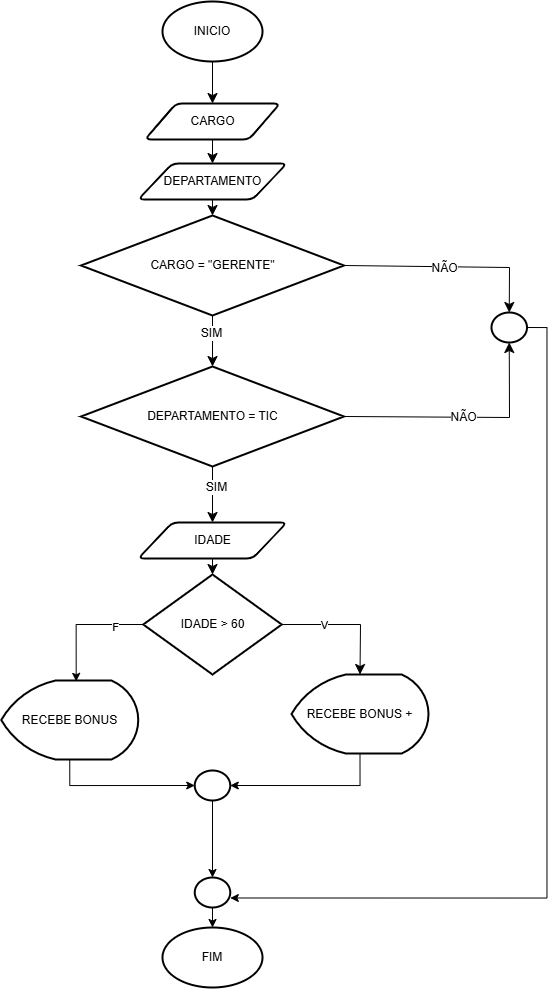 INICIO
CARGO
DEPARTAMENTO
CARGO = "GERENTE"
NÃO
SIM
DEPARTAMENTO = TIC
NÃO
SIM
IDADE
IDADE > 60
F
V
RECEBE BONUS
RECEBE BONUS +
FIM